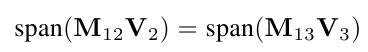 span(M₁₂V₂) = span(M₁₃V₃)